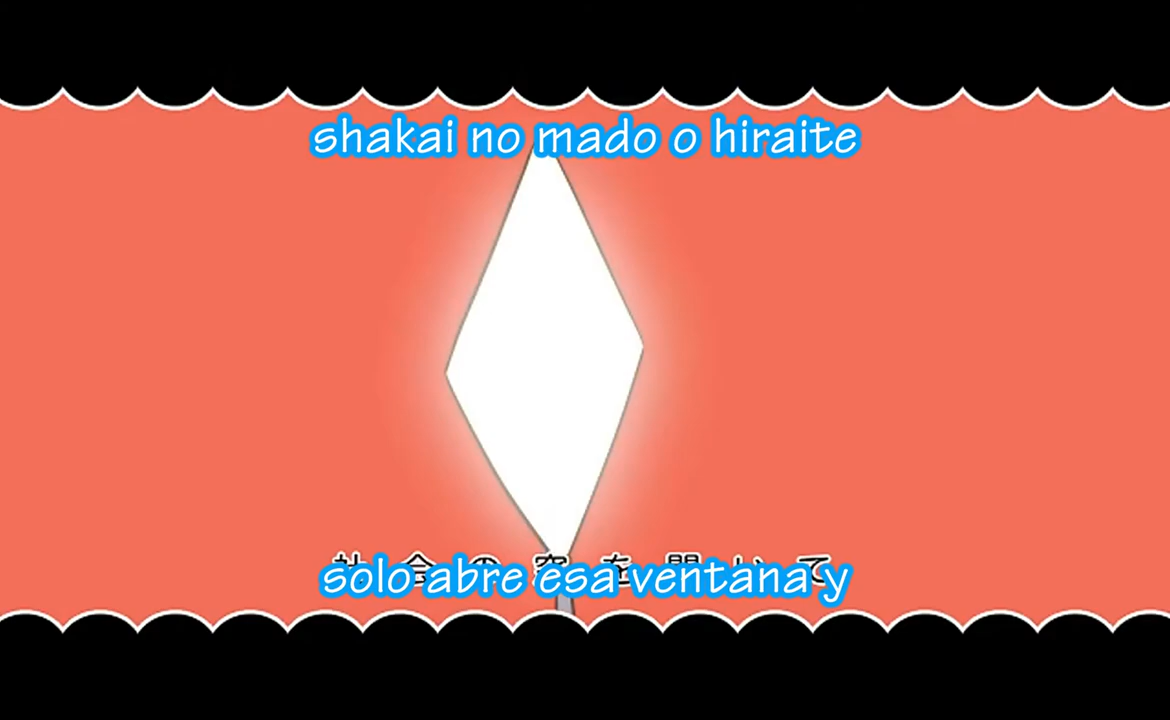 shakai no mado o hiraite
社会の窓を開いて
solo abre esa ventana y